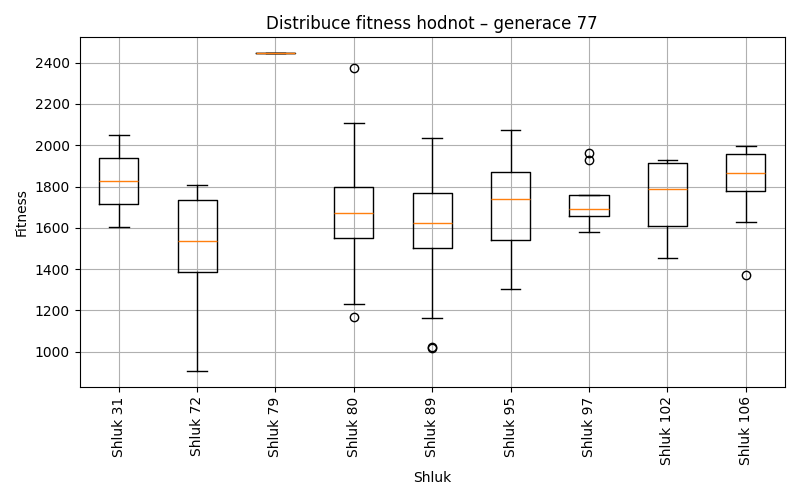 Distribuce fitness hodnot – generace 77
Fitness
2400
2200
2000
1800
1600
1400
1200
1000
Shluk 31
Shluk 72
Shluk 79
Shluk 80
Shluk 89
Shluk 95
Shluk 97
Shluk 102
Shluk 106
Shluk